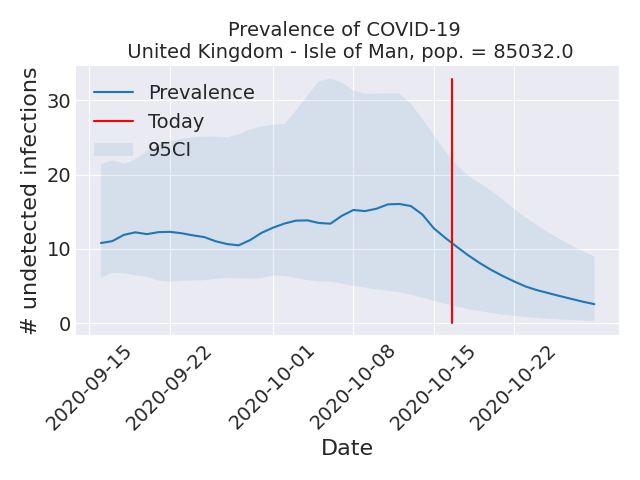 Prevalence of COVID-19
United Kingdom - Isle of Man, pop. = 85032.0
Prevalence
Today
95CI
# undetected infections
30
20
10
0
2020-09-15
2020-09-22
2020-10-01
2020-10-08
2020-10-15
2020-10-22
Date